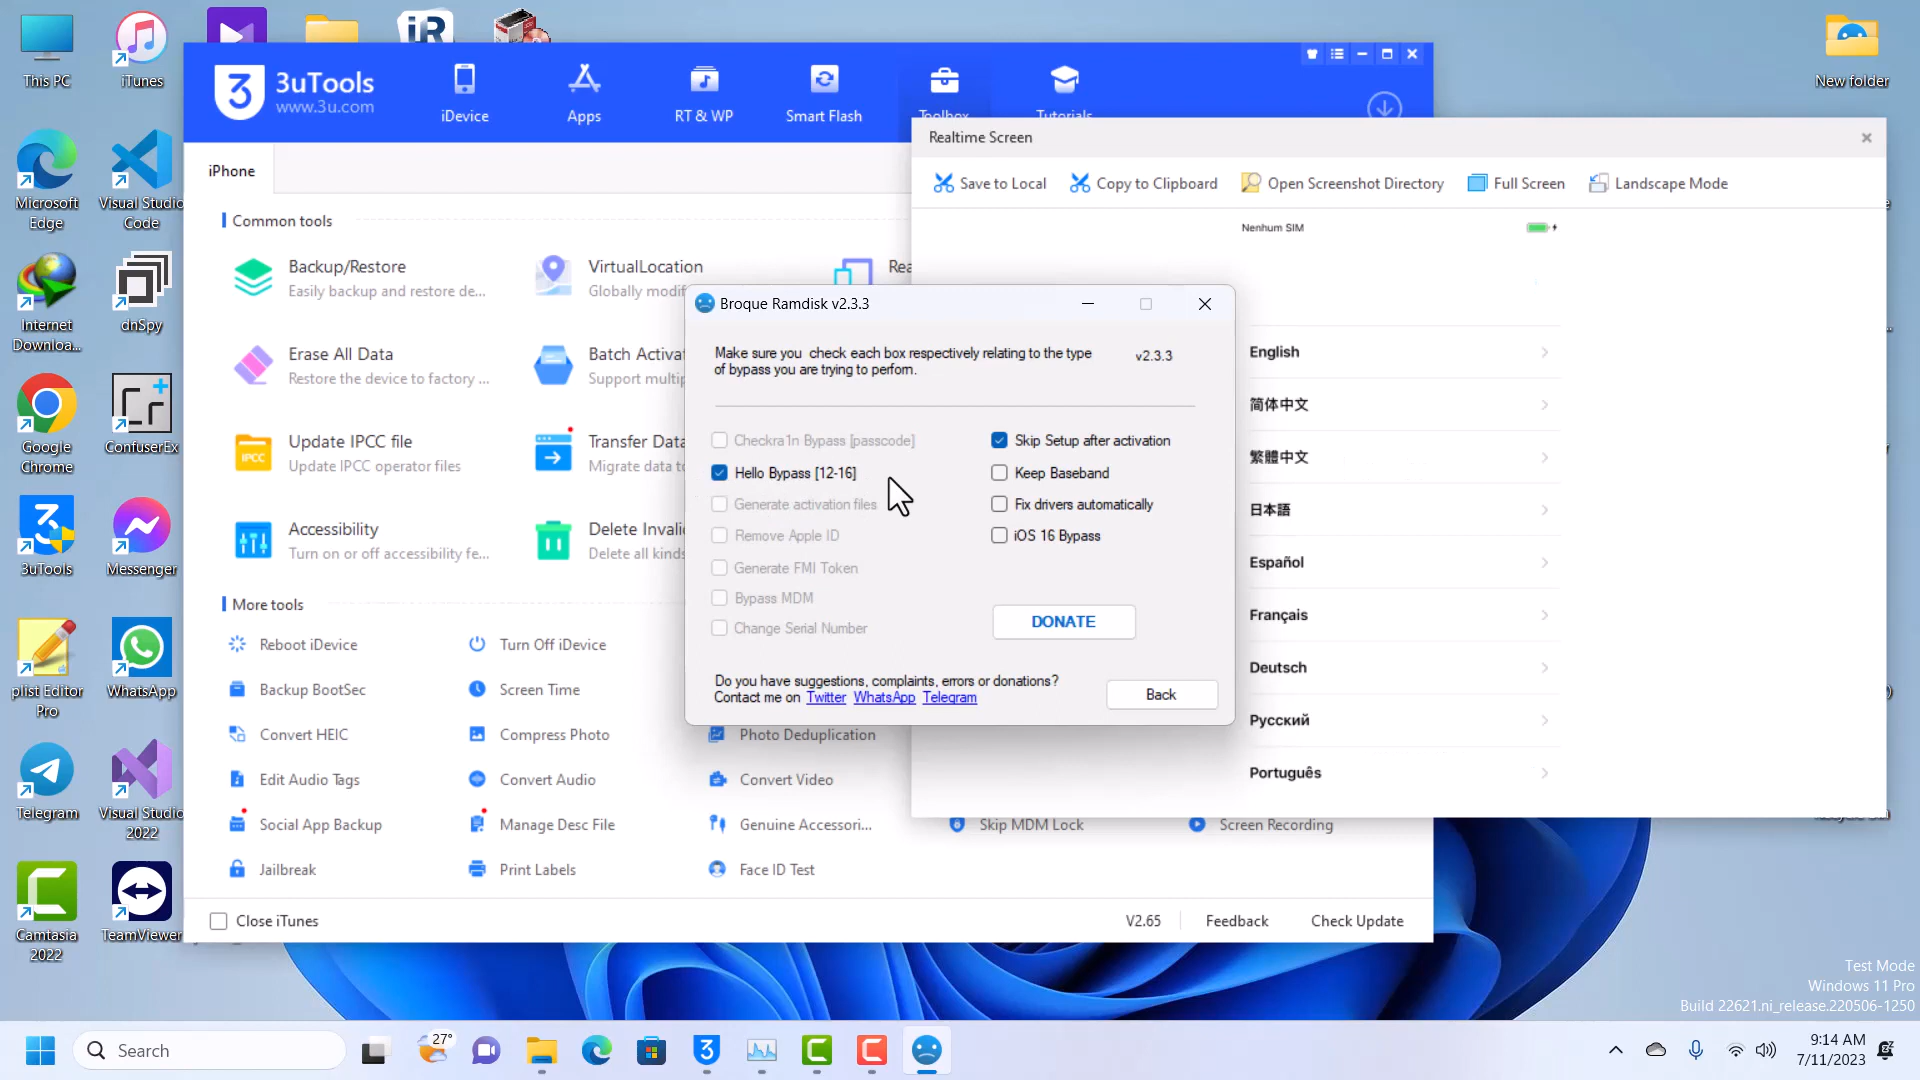 This PC
iTunes
iR
New folder
Microsoft
Edge
Visual Studio
Code
Internet
Downloa...
dnSpy
Google
Chrome
ConfuserEx
3uTools
Messenger
plist Editor
Pro
WhatsApp
Telegram
Visual Studio
2022
Camtasia
2022
TeamViewer
3
3uTools
www.3u.com
iDevice
Apps
RT & WP
Smart Flash
Toolbox
Tutorials
iPhone
Common tools
Backup/Restore
Easily backup and restore de...
VirtualLocation
Globally modif
Rea
Erase All Data
Restore the device to factory ...
Batch Activa
Support multip
Update IPCC file
Update IPCC operator files
IPCC
Transfer Data
Migrate data to
Accessibility
Turn on or off accessibility fe...
Delete Invali
Delete all kinds
More tools
Reboot iDevice
Turn Off iDevice
Backup BootSec
Screen Time
Convert HEIC
Compress Photo
Photo Deduplication
Edit Audio Tags
Convert Audio
Convert Video
Social App Backup
Manage Desc File
Genuine Accessori...
Skip MDM Lock
Screen Recording
Jailbreak
Print Labels
Face ID Test
Close iTunes
V2.65
Feedback
Check Update
Realtime Screen
Save to Local
Copy to Clipboard
Open Screenshot Directory
Full Screen
Landscape Mode
Nenhum SIM
English
简体中文
繁體中文
日本語
Español
Français
Deutsch
Русский
Português
Broque Ramdisk v2.3.3
Make sure you check each box respectively relating to the type
of bypass you are trying to perfom.
v2.3.3
Checkra1n Bypass [passcode]
Hello Bypass [12-16]
Generate activation files
Remove Apple ID
Generate FMI Token
Bypass MDM
Change Serial Number
Skip Setup after activation
Keep Baseband
Fix drivers automatically
iOS 16 Bypass
DONATE
Do you have suggestions, complaints, errors or donations?
Contact me on Twitter WhatsApp Telegram
Back
Test Mode
Windows 11 Pro
Build 22621.ni_release.220506-1250
Search
27°
9:14 AM
7/11/2023